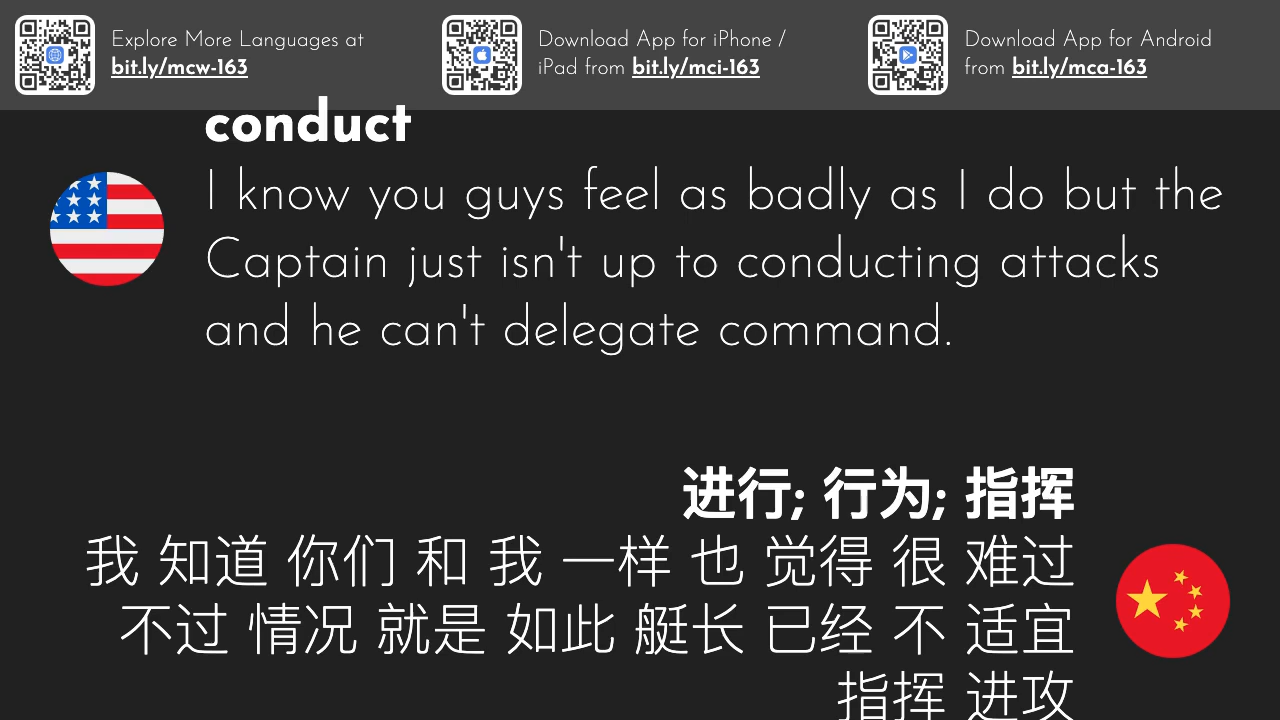 Explore More Languages at
bit.ly/mcw-163
Download App for iPhone /
iPad from bit.ly/mci-163
Download App for Android
from bit.ly/mca-163
conduct
I know you guys feel as badly as I do but the
Captain just isn't up to conducting attacks
and he can't delegate command.
进行; 行为; 指挥
我 知道 你们 和 我 一样 也 觉得 很 难过
不过 情况 就是 如此 艇长 已经 不 适宜
指挥 进攻